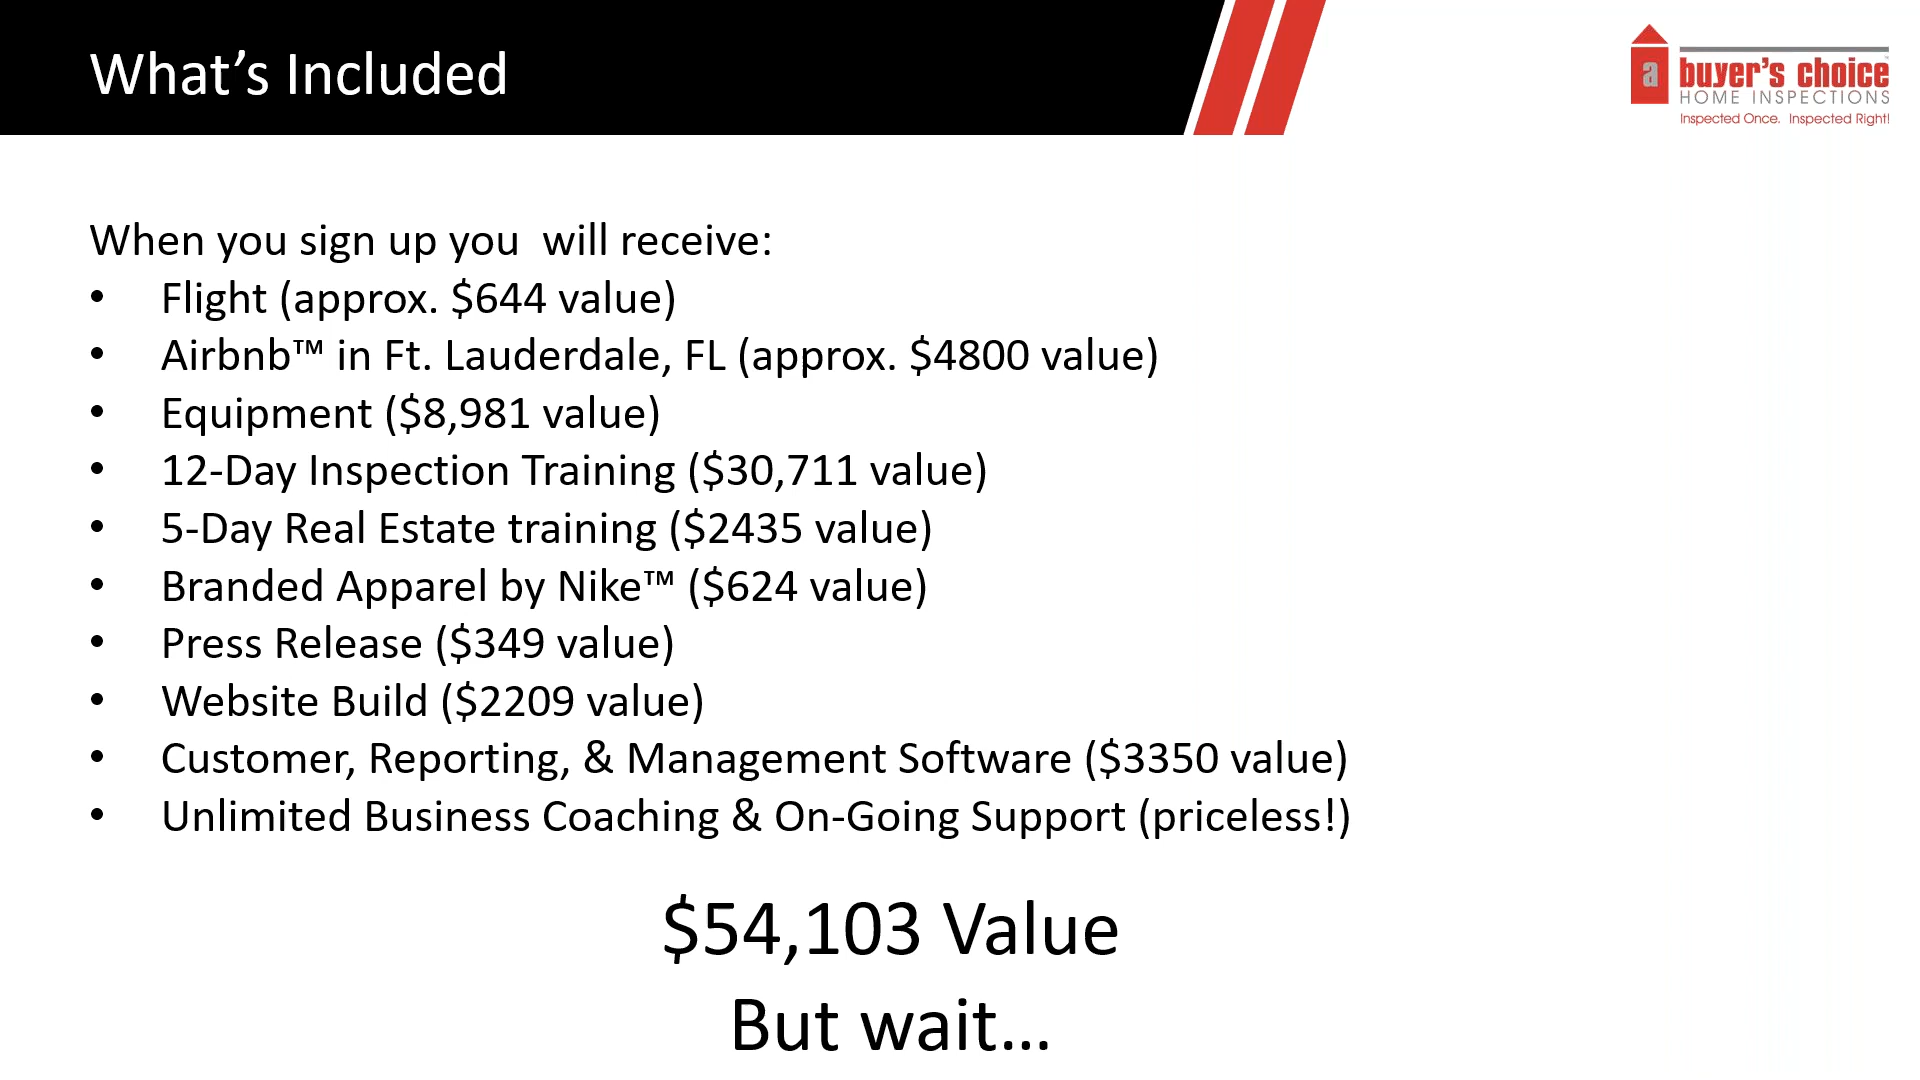 What’s Included
a buyer's choice
HOME INSPECTIONS
Inspected Once. Inspected Right!
When you sign up you  will receive:
• Flight (approx. $644 value)
• Airbnb™ in Ft. Lauderdale, FL (approx. $4800 value)
• Equipment ($8,981 value)
• 12-Day Inspection Training ($30,711 value)
• 5-Day Real Estate training ($2435 value)
• Branded Apparel by Nike™ ($624 value)
• Press Release ($349 value)
• Website Build ($2209 value)
• Customer, Reporting, & Management Software ($3350 value)
• Unlimited Business Coaching & On-Going Support (priceless!)
$54,103 Value
But wait...